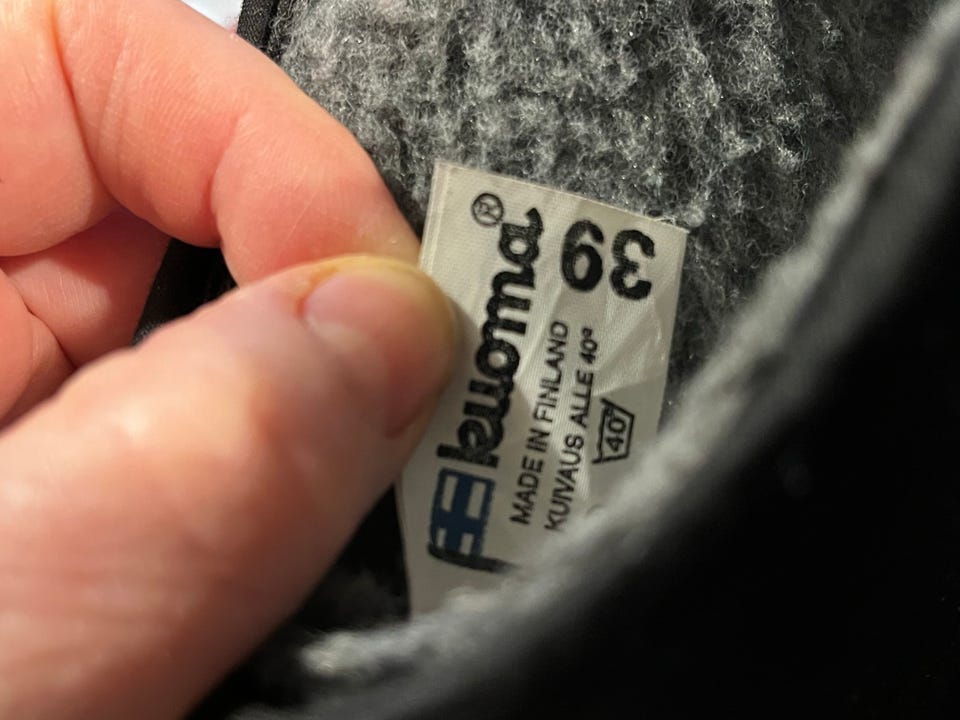 kuoma®
MADE IN FINLAND
KUIVAUS ALLE 40°
40
39